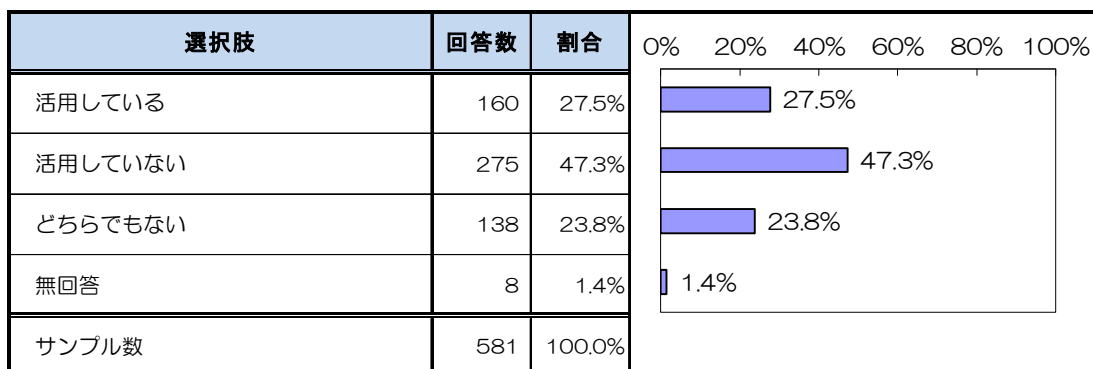 選択肢 回答数 割合 0% 20% 40% 60% 80% 100%
活用している 160 27.5% 27.5%
活用していない 275 47.3% 47.3%
どちらでもない 138 23.8% 23.8%
無回答 8 1.4% 1.4%
サンプル数 581 100.0%